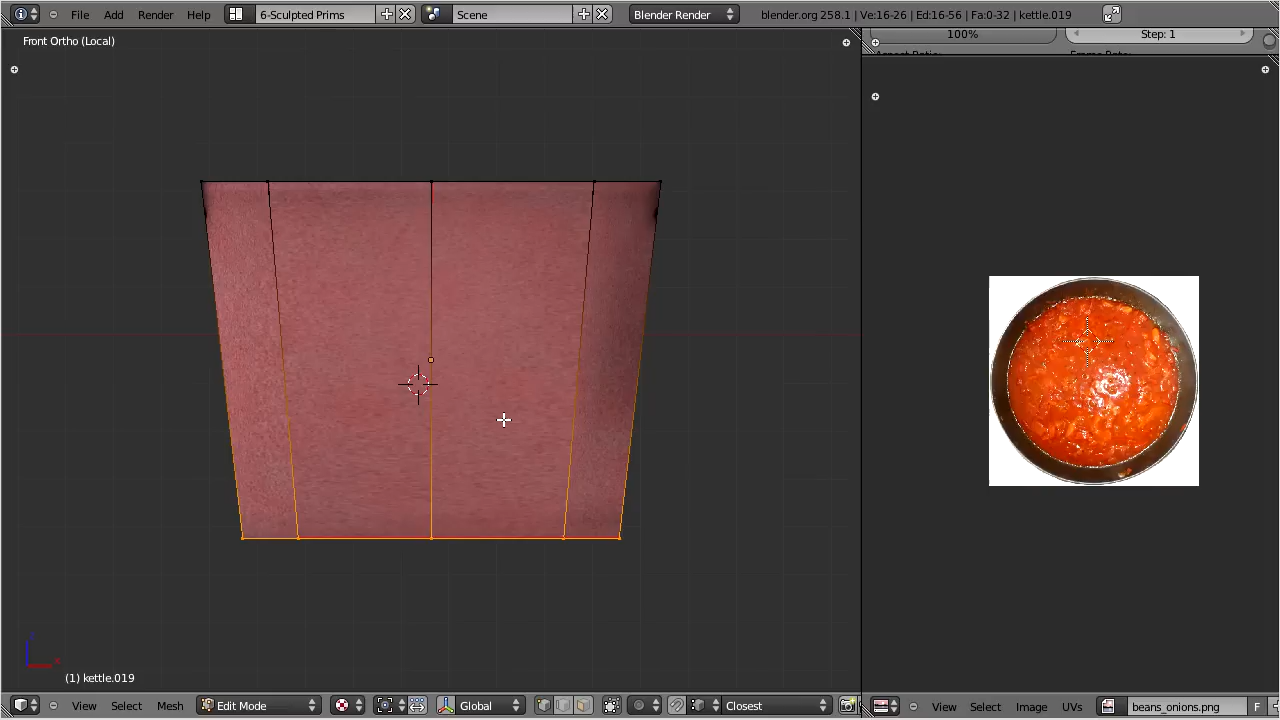 File Add Render Help 6-Sculpted Prims Scene Blender Render blender.org 258.1 | Ve:16-26 | Ed:16-56 | Fa:0-32 | kettle.019
Front Ortho (Local)
100% Step: 1
(1) kettle.019
View Select Mesh Edit Mode Global Closest View Select Image UVs beans_onions.png F